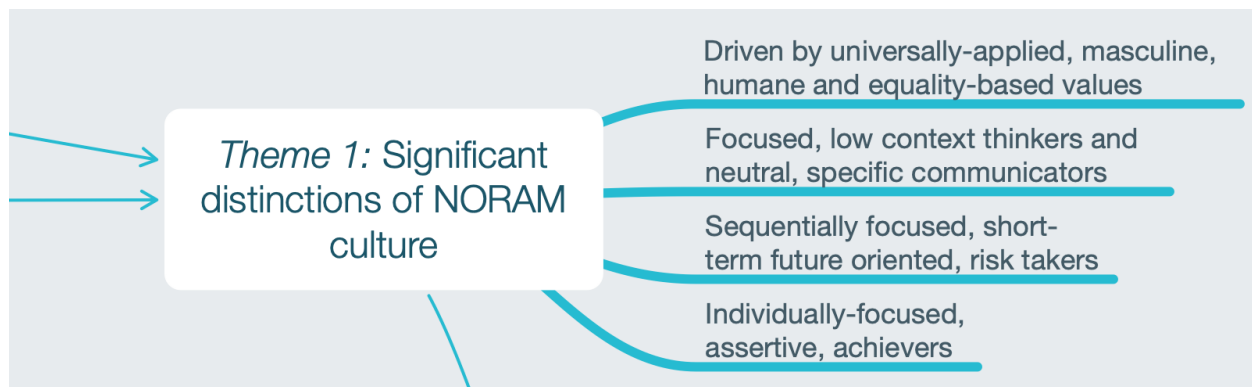 Theme 1: Significant
distinctions of NORAM
culture
Driven by universally-applied, masculine,
humane and equality-based values
Focused, low context thinkers and
neutral, specific communicators
Sequentially focused, short-
term future oriented, risk takers
Individually-focused,
assertive, achievers